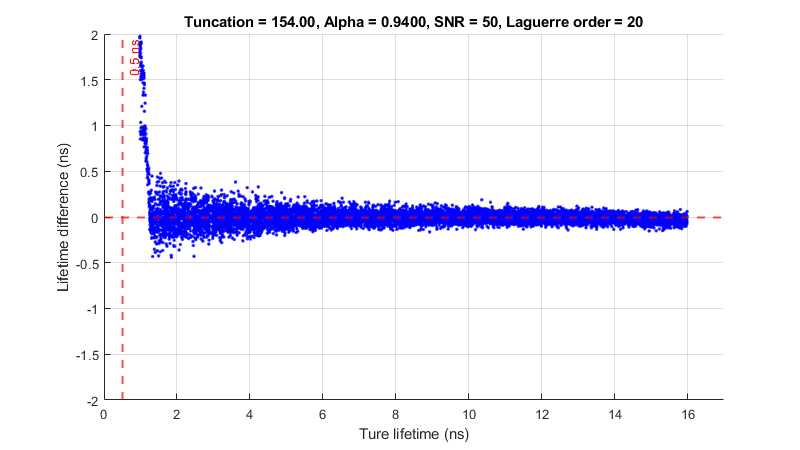 Tuncation = 154.00, Alpha = 0.9400, SNR = 50, Laguerre order = 20
2
1.5
1
0.5
0
-0.5
-1
-1.5
-2
Lifetime difference (ns)
0.5 ns
0 2 4 6 8 10 12 14 16
Ture lifetime (ns)